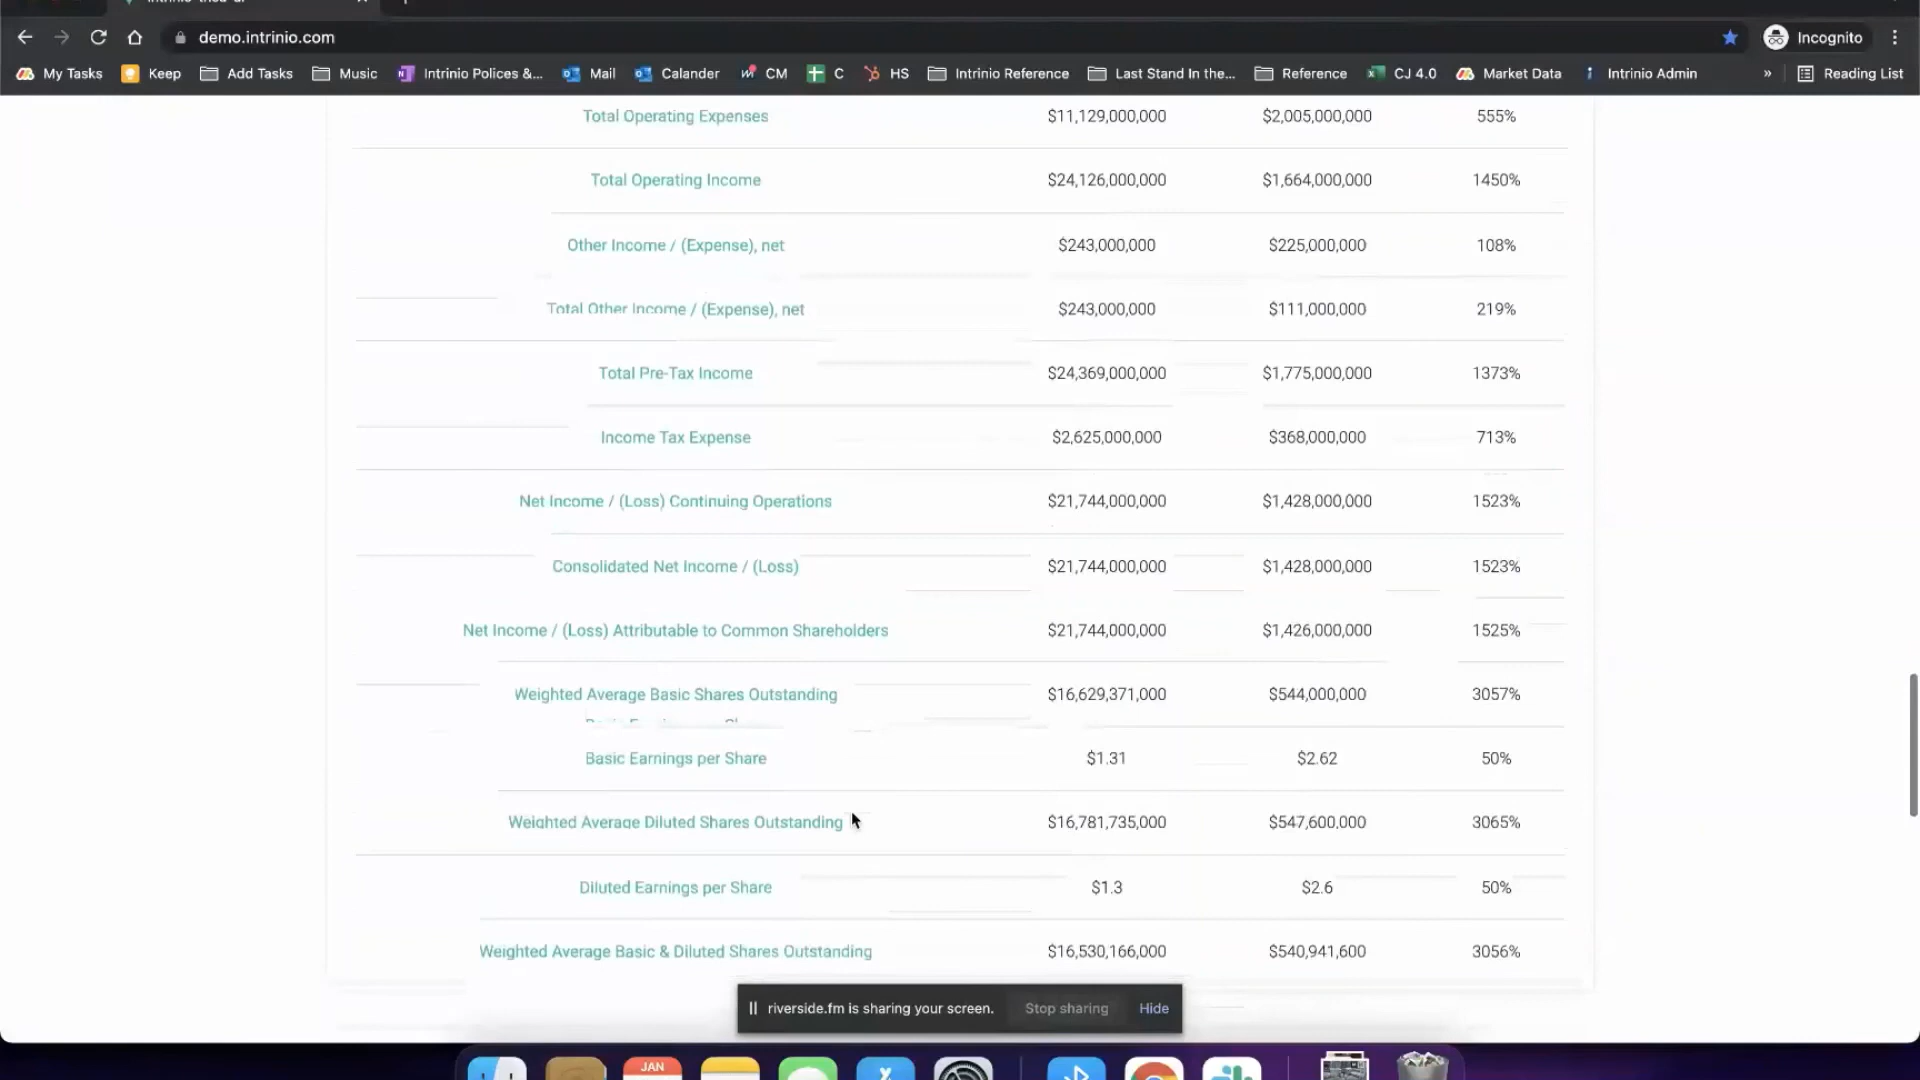 demo.intrinio.com
Incognito
My Tasks Keep Add Tasks Music Intrinio Polices &... Mail Calander CM C HS Intrinio Reference Last Stand In the... Reference CJ 4.0 Market Data Intrinio Admin » Reading List
Total Operating Expenses $11,129,000,000 $2,005,000,000 555%
Total Operating Income $24,126,000,000 $1,664,000,000 1450%
Other Income / (Expense), net $243,000,000 $225,000,000 108%
Total Other Income / (Expense), net $243,000,000 $111,000,000 219%
Total Pre-Tax Income $24,369,000,000 $1,775,000,000 1373%
Income Tax Expense $2,625,000,000 $368,000,000 713%
Net Income / (Loss) Continuing Operations $21,744,000,000 $1,428,000,000 1523%
Consolidated Net Income / (Loss) $21,744,000,000 $1,428,000,000 1523%
Net Income / (Loss) Attributable to Common Shareholders $21,744,000,000 $1,426,000,000 1525%
Weighted Average Basic Shares Outstanding $16,629,371,000 $544,000,000 3057%
Basic Earnings per Share $1.31 $2.62 50%
Weighted Average Diluted Shares Outstanding $16,781,735,000 $547,600,000 3065%
Diluted Earnings per Share $1.3 $2.6 50%
Weighted Average Basic & Diluted Shares Outstanding $16,530,166,000 $540,941,600 3056%
riverside.fm is sharing your screen. Stop sharing Hide
JAN